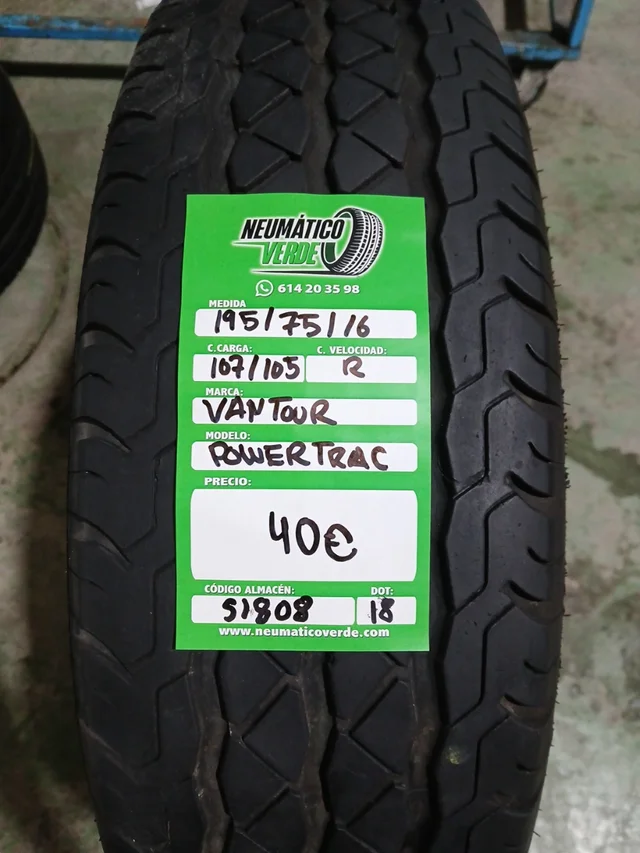 NEUMÁTICO
VERDE
614 20 35 98
MEDIDA
195/75/16
C.CARGA: C. VELOCIDAD:
107/105 R
MARCA:
VANTOUR
MODELO:
POWERTRAC
PRECIO:
40€
CÓDIGO ALMACÉN: DOT:
S1808 18
www.neumaticoverde.com